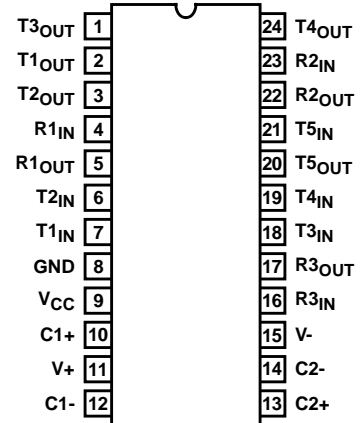 T3OUT 1 24 T4OUT
T1OUT 2 23 R2IN
T2OUT 3 22 R2OUT
R1IN 4 21 T5IN
R1OUT 5 20 T5OUT
T2IN 6 19 T4IN
T1IN 7 18 T3IN
GND 8 17 R3OUT
VCC 9 16 R3IN
C1+ 10 15 V-
V+ 11 14 C2-
C1- 12 13 C2+